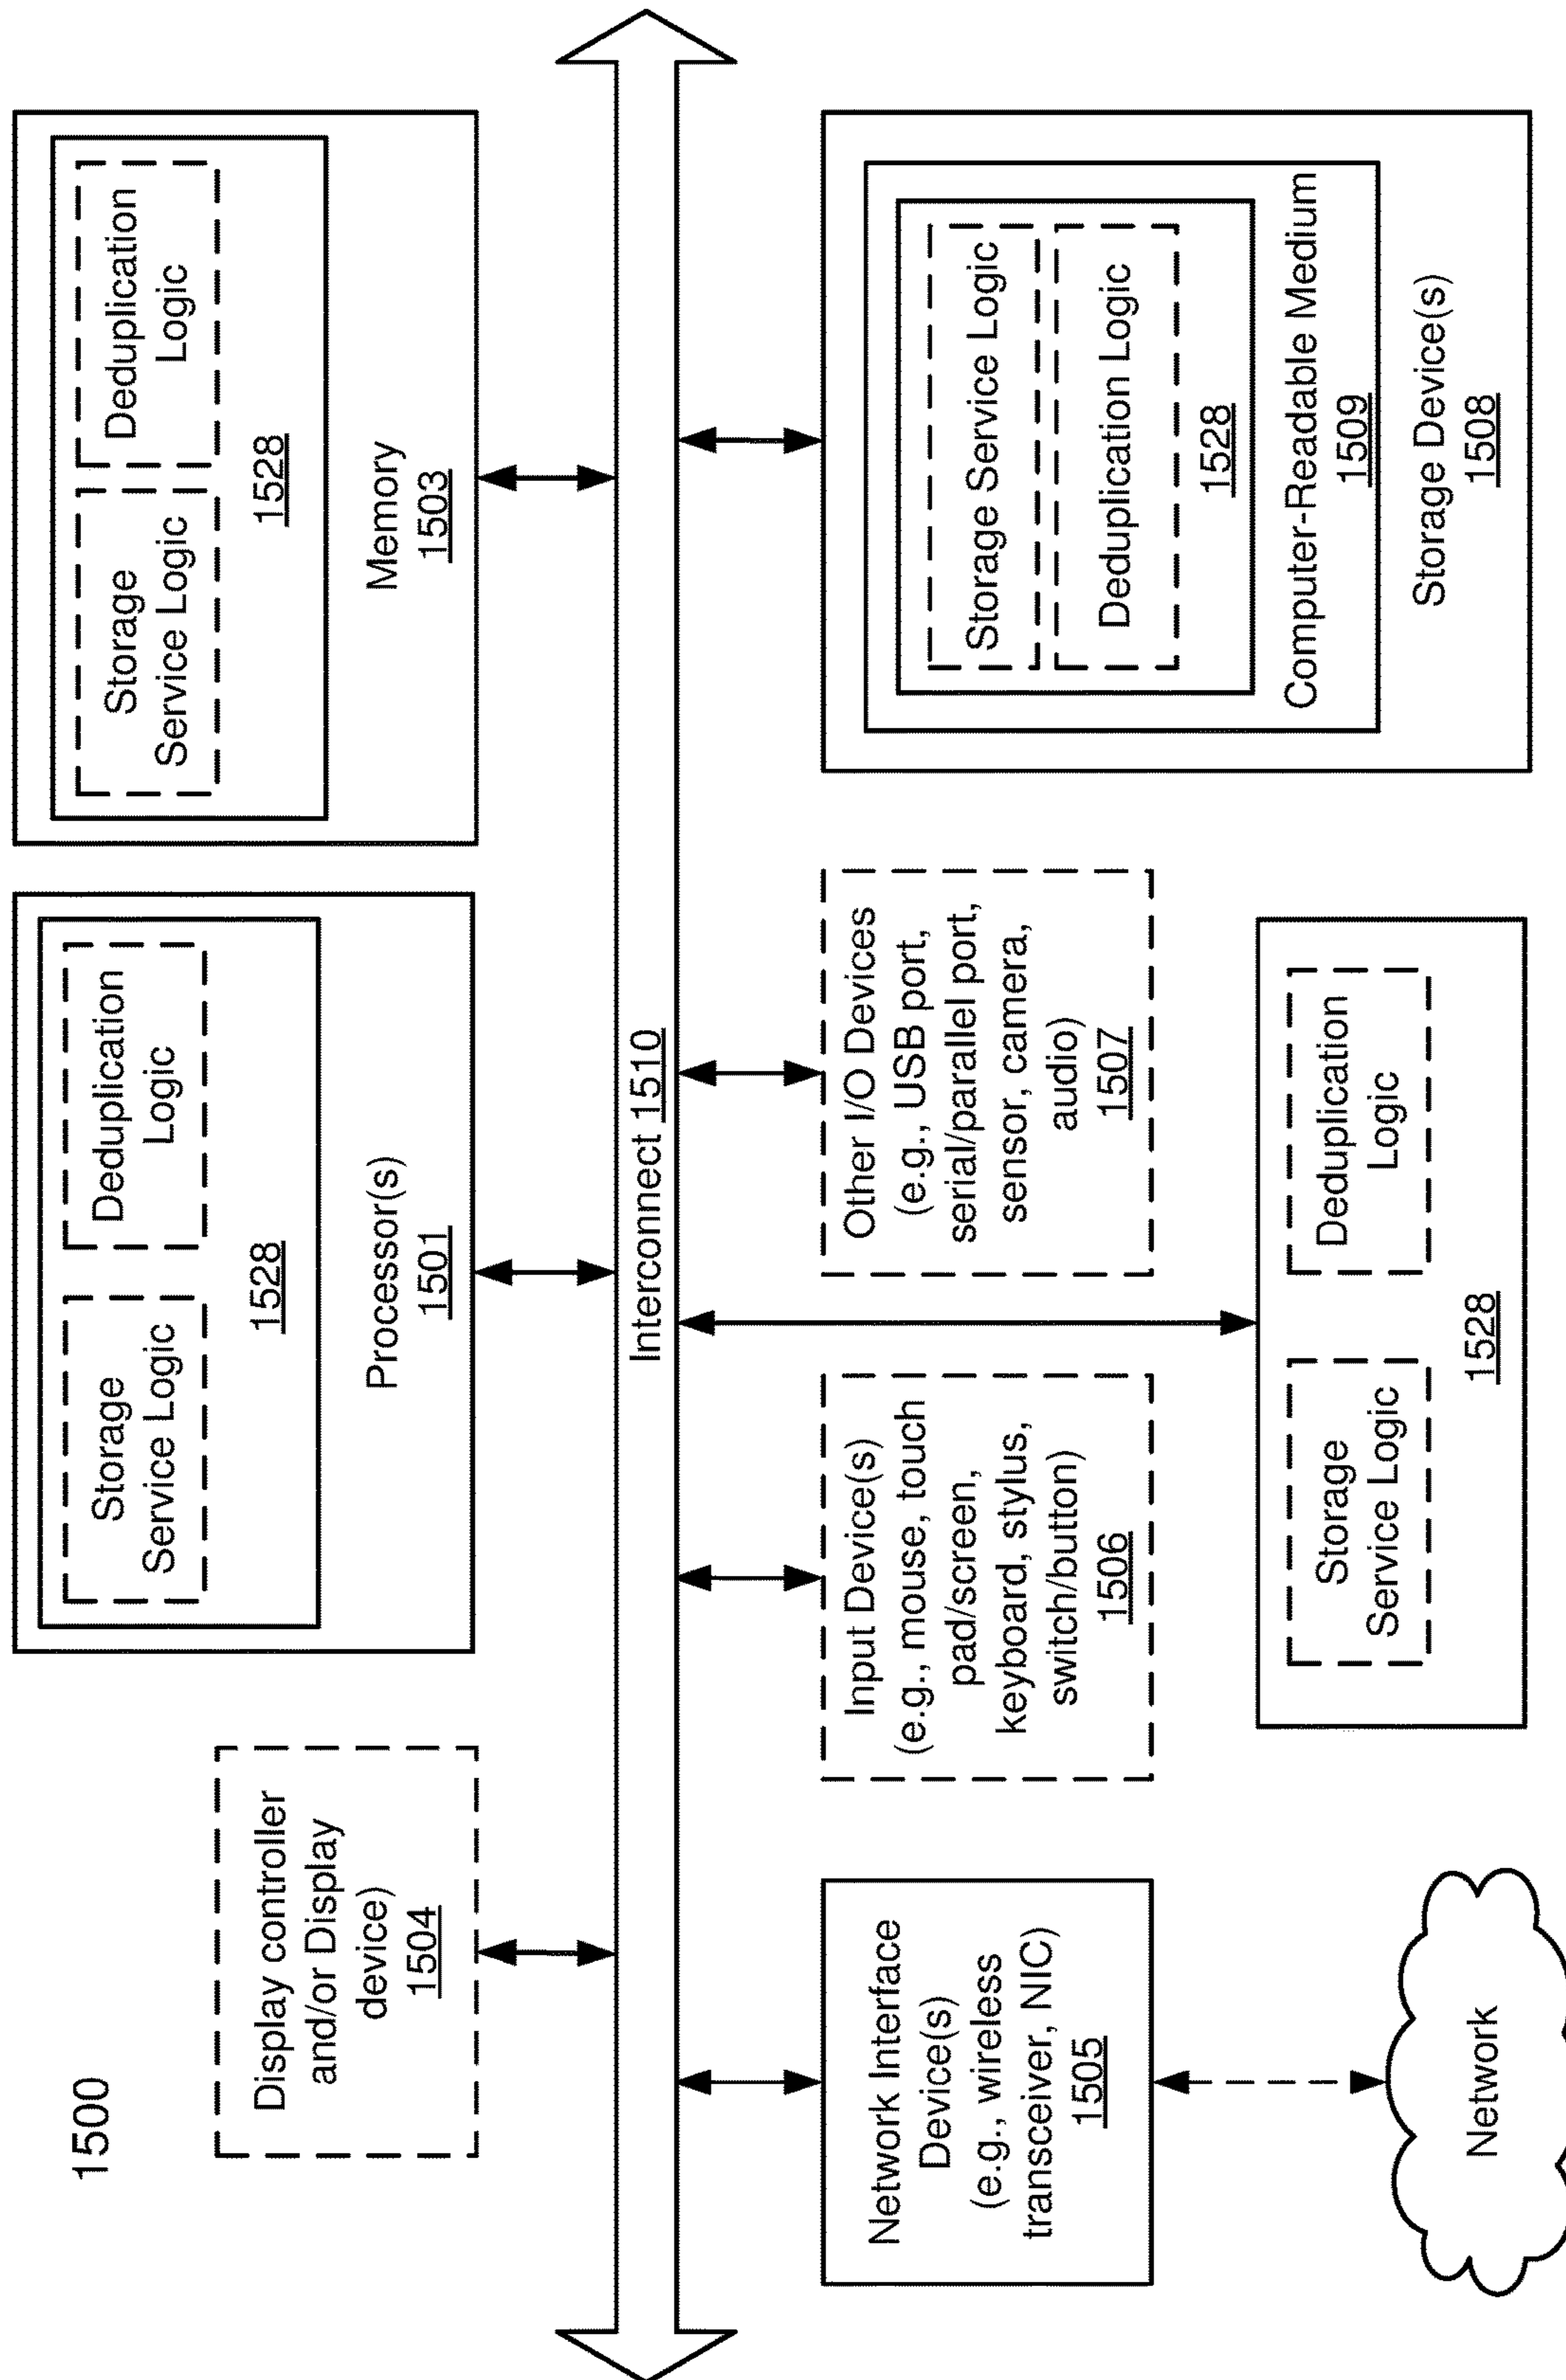 1500
Display controller
and/or Display
device)
1504
Storage
Service Logic
Deduplication
Logic
1528
Processor(s)
1501
Storage
Service Logic
Deduplication
Logic
1528
Memory
1503
Interconnect 1510
Network Interface
Device(s)
(e.g., wireless
transceiver, NIC)
1505
Network
Input Device(s)
(e.g., mouse, touch
pad/screen,
keyboard, stylus,
switch/button)
1506
Other I/O Devices
(e.g., USB port,
serial/parallel port,
sensor, camera,
audio)
1507
Storage
Service Logic
Deduplication
Logic
1528
Storage Service Logic
Deduplication Logic
1528
Computer-Readable Medium
1509
Storage Device(s)
1508